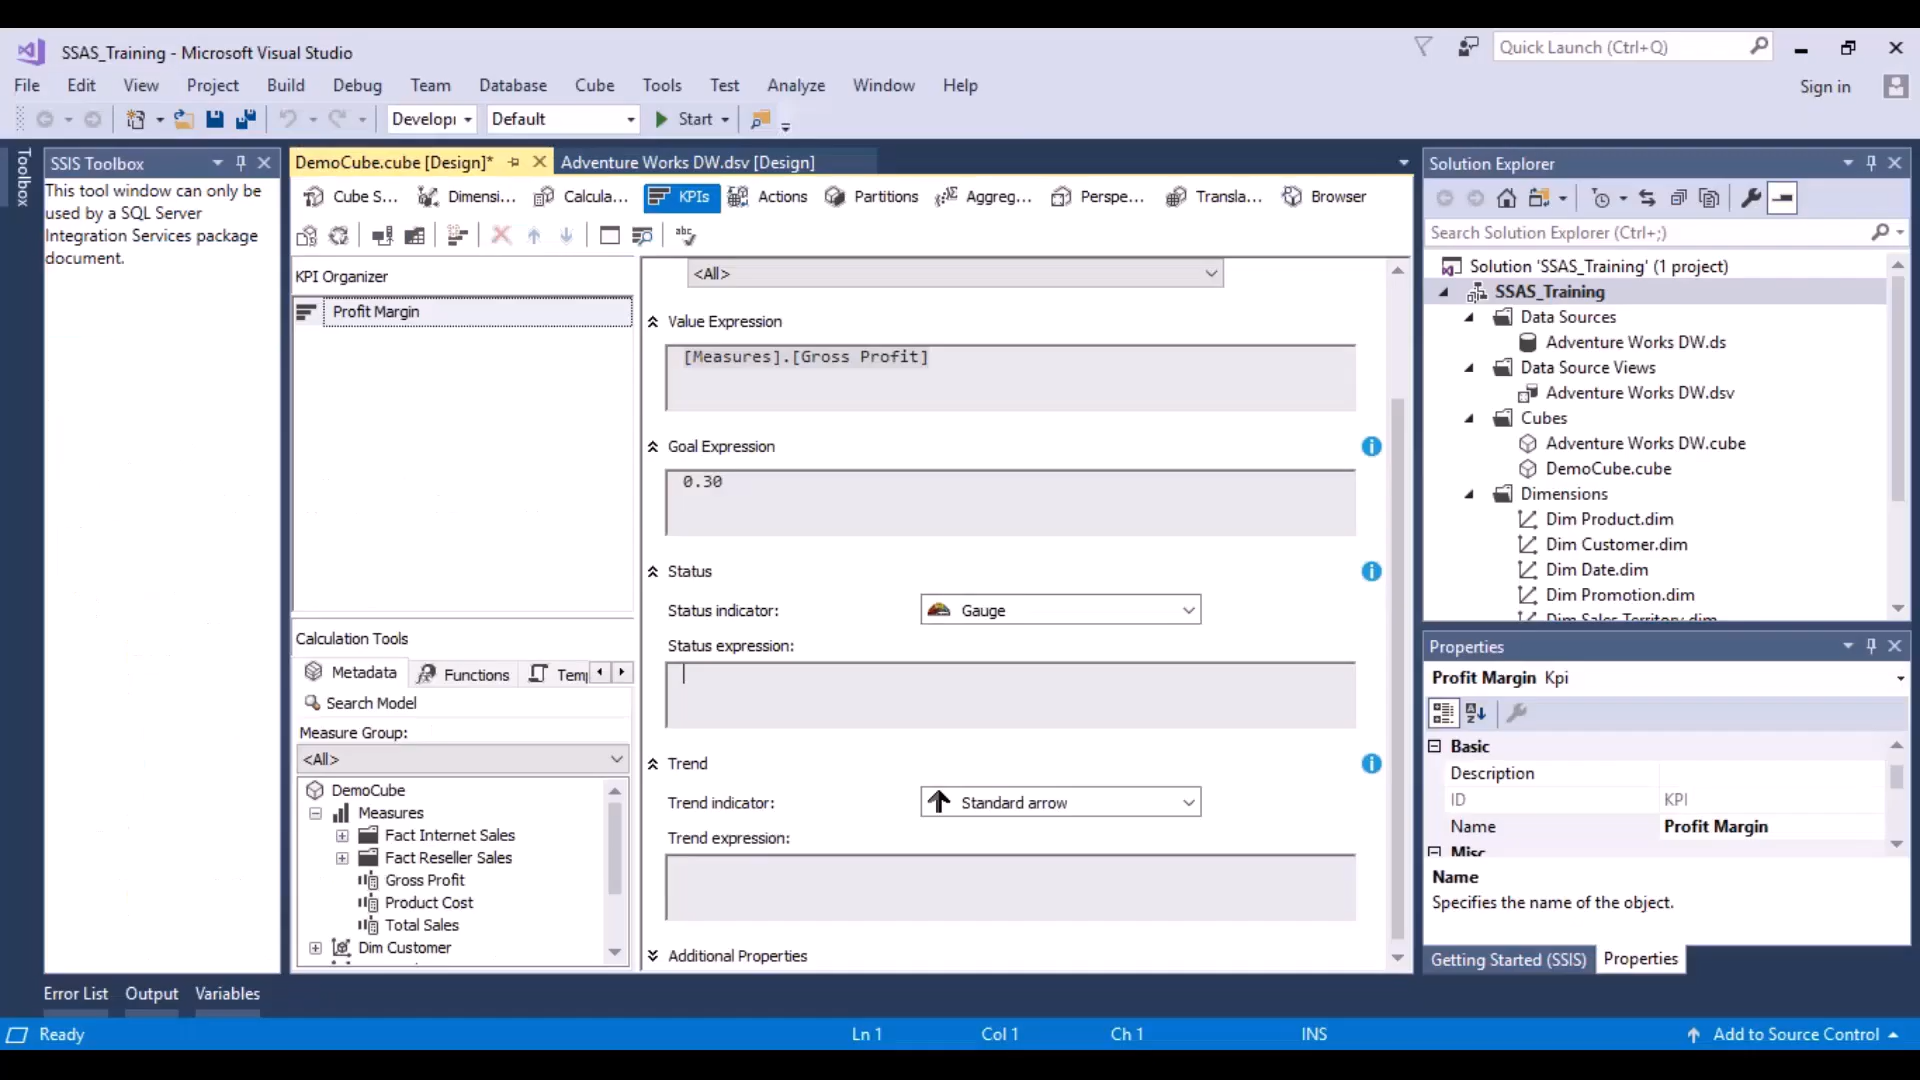 SSAS_Training - Microsoft Visual Studio
Quick Launch (Ctrl+Q)
File Edit View Project Build Debug Team Database Cube Tools Test Analyze Window Help
Sign in
Developı Default Start
Toolbox
SSIS Toolbox
This tool window can only be
used by a SQL Server
Integration Services package
document.
DemoCube.cube [Design]*
Adventure Works DW.dsv [Design]
Cube S... Dimensi... Calcula... KPIs Actions Partitions Aggreg... Perspe... Transla... Browser
abc
KPI Organizer
Profit Margin
<All>
Value Expression
[Measures].[Gross Profit]
Goal Expression
0.30
Status
Status indicator:
Gauge
Status expression:
Trend
Trend indicator:
Standard arrow
Trend expression:
Additional Properties
Calculation Tools
Metadata Functions Temp
Search Model
Measure Group:
<All>
DemoCube
Measures
Fact Internet Sales
Fact Reseller Sales
Gross Profit
Product Cost
Total Sales
Dim Customer
Solution Explorer
Search Solution Explorer (Ctrl+;)
Solution 'SSAS_Training' (1 project)
SSAS_Training
Data Sources
Adventure Works DW.ds
Data Source Views
Adventure Works DW.dsv
Cubes
Adventure Works DW.cube
DemoCube.cube
Dimensions
Dim Product.dim
Dim Customer.dim
Dim Date.dim
Dim Promotion.dim
Dim Sales Territory.dim
Properties
Profit Margin Kpi
Basic
Description
ID KPI
Name Profit Margin
Misc
Name
Specifies the name of the object.
Getting Started (SSIS) Properties
Error List Output Variables
Ready
Ln 1 Col 1 Ch 1 INS
Add to Source Control